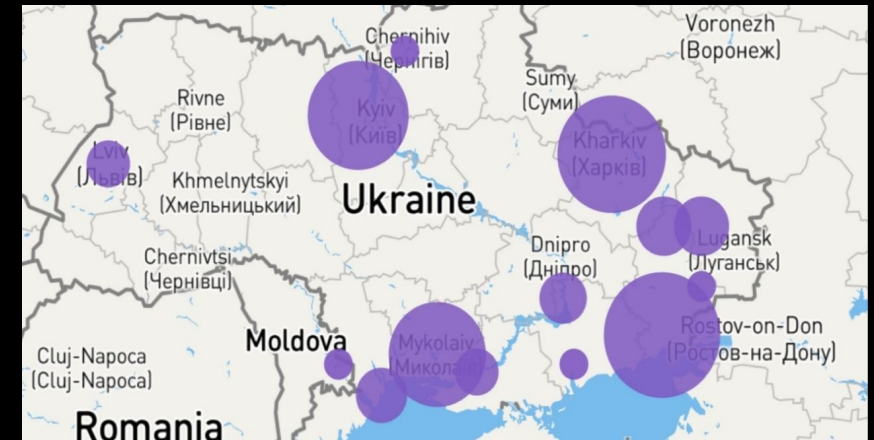 Chernihiv
(Чернігів)
Voronezh
(Воронеж)
Sumy
(Суми)
Rivne
(Рівне)
Kyiv
(Київ)
Kharkiv
(Харків)
Lviv
(Львів)
Khmelnytskyi
(Хмельницький)
Ukraine
Chernivtsi
(Чернівці)
Dnipro
(Дніпро)
Lugansk
(Луганськ)
Moldova
Mykolaiv
(Миколаїв)
Rostov-on-Don
(Ростов-на-Дону)
Cluj-Napoca
(Cluj-Napoca)
Romania